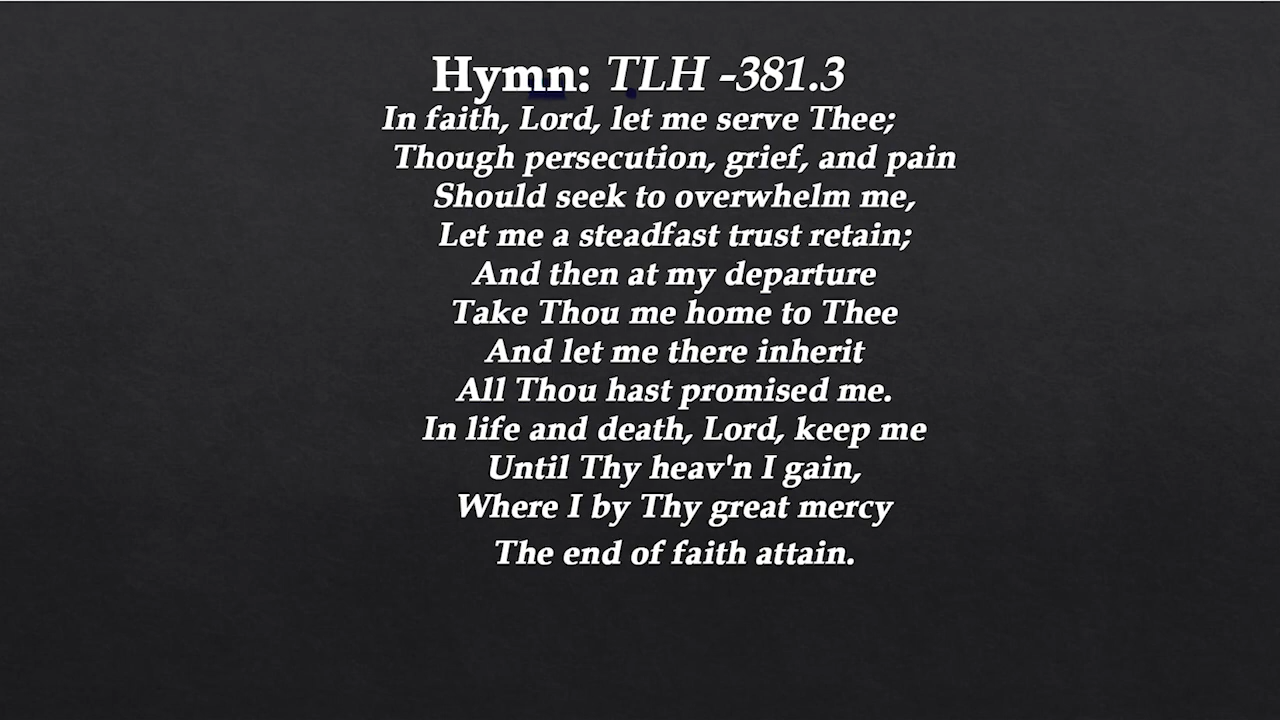 Hymn: TLH -381.3
In faith, Lord, let me serve Thee;
Though persecution, grief, and pain
Should seek to overwhelm me,
Let me a steadfast trust retain;
And then at my departure
Take Thou me home to Thee
And let me there inherit
All Thou hast promised me.
In life and death, Lord, keep me
Until Thy heav'n I gain,
Where I by Thy great mercy
The end of faith attain.